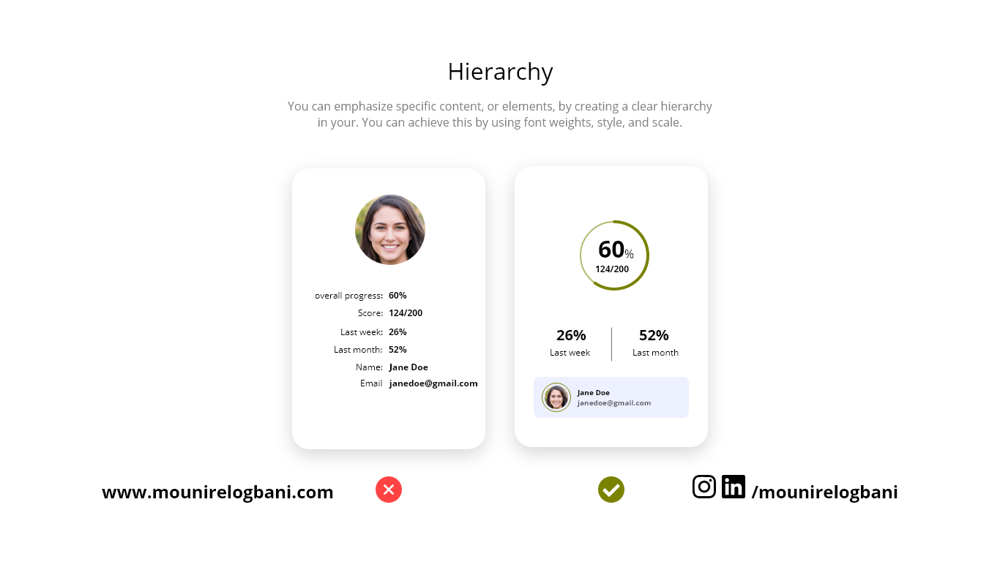 Hierarchy
You can emphasize specific content, or elements, by creating a clear hierarchy
in your. You can achieve this by using font weights, style, and scale.
overall progress: 60%
Score: 124/200
Last week: 26%
Last month: 52%
Name: Jane Doe
Email janedoe@gmail.com
60%
124/200
26%
Last week
52%
Last month
Jane Doe
janedoe@gmail.com
www.mounirelogbani.com
/mounirelogbani